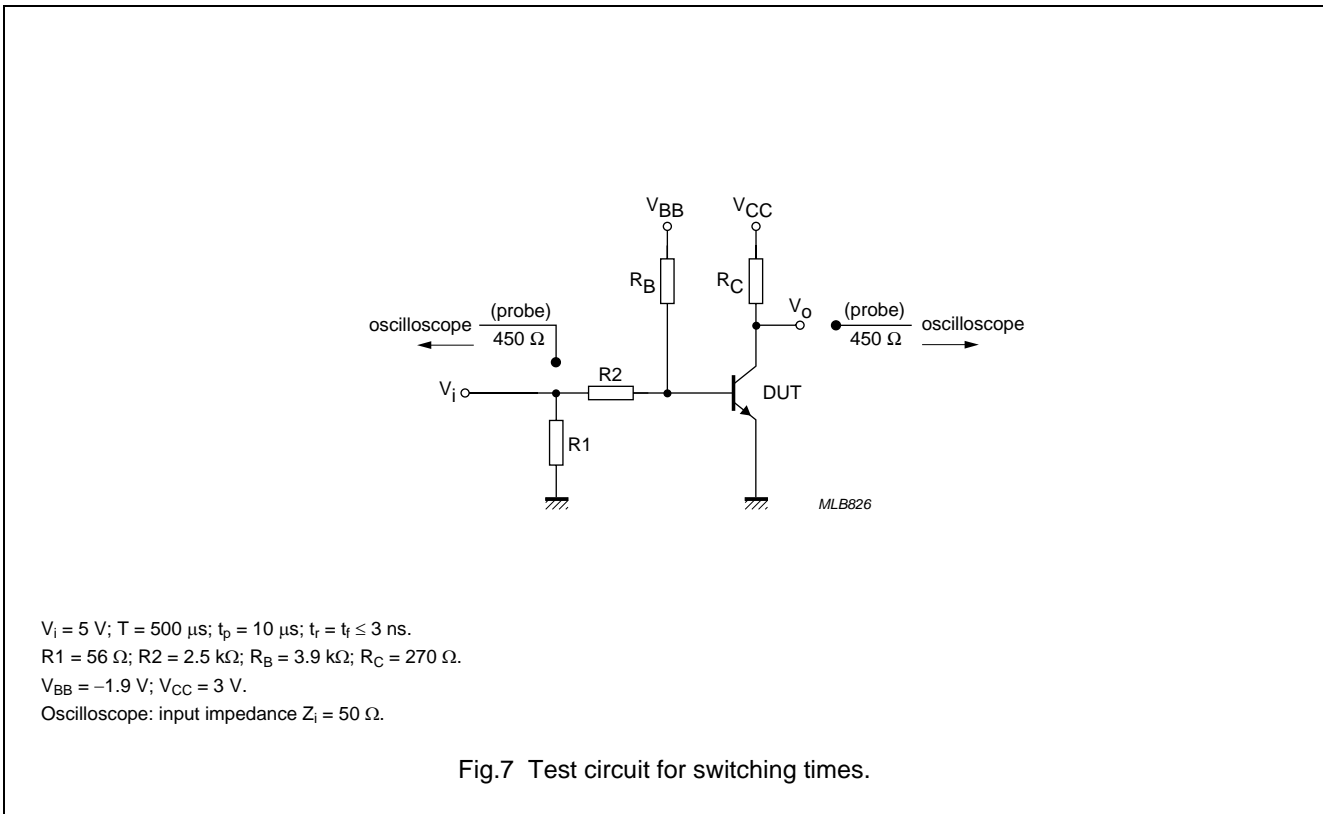 V_BB V_CC
R_B R_C
V_o
(probe) (probe)
oscilloscope oscilloscope
450 Ω 450 Ω
R2
V_i DUT
R1
MLB826
V_i = 5 V; T = 500 μs; t_p = 10 μs; t_r = t_f ≤ 3 ns.
R1 = 56 Ω; R2 = 2.5 kΩ; R_B = 3.9 kΩ; R_C = 270 Ω.
V_BB = −1.9 V; V_CC = 3 V.
Oscilloscope: input impedance Z_i = 50 Ω.
Fig.7 Test circuit for switching times.